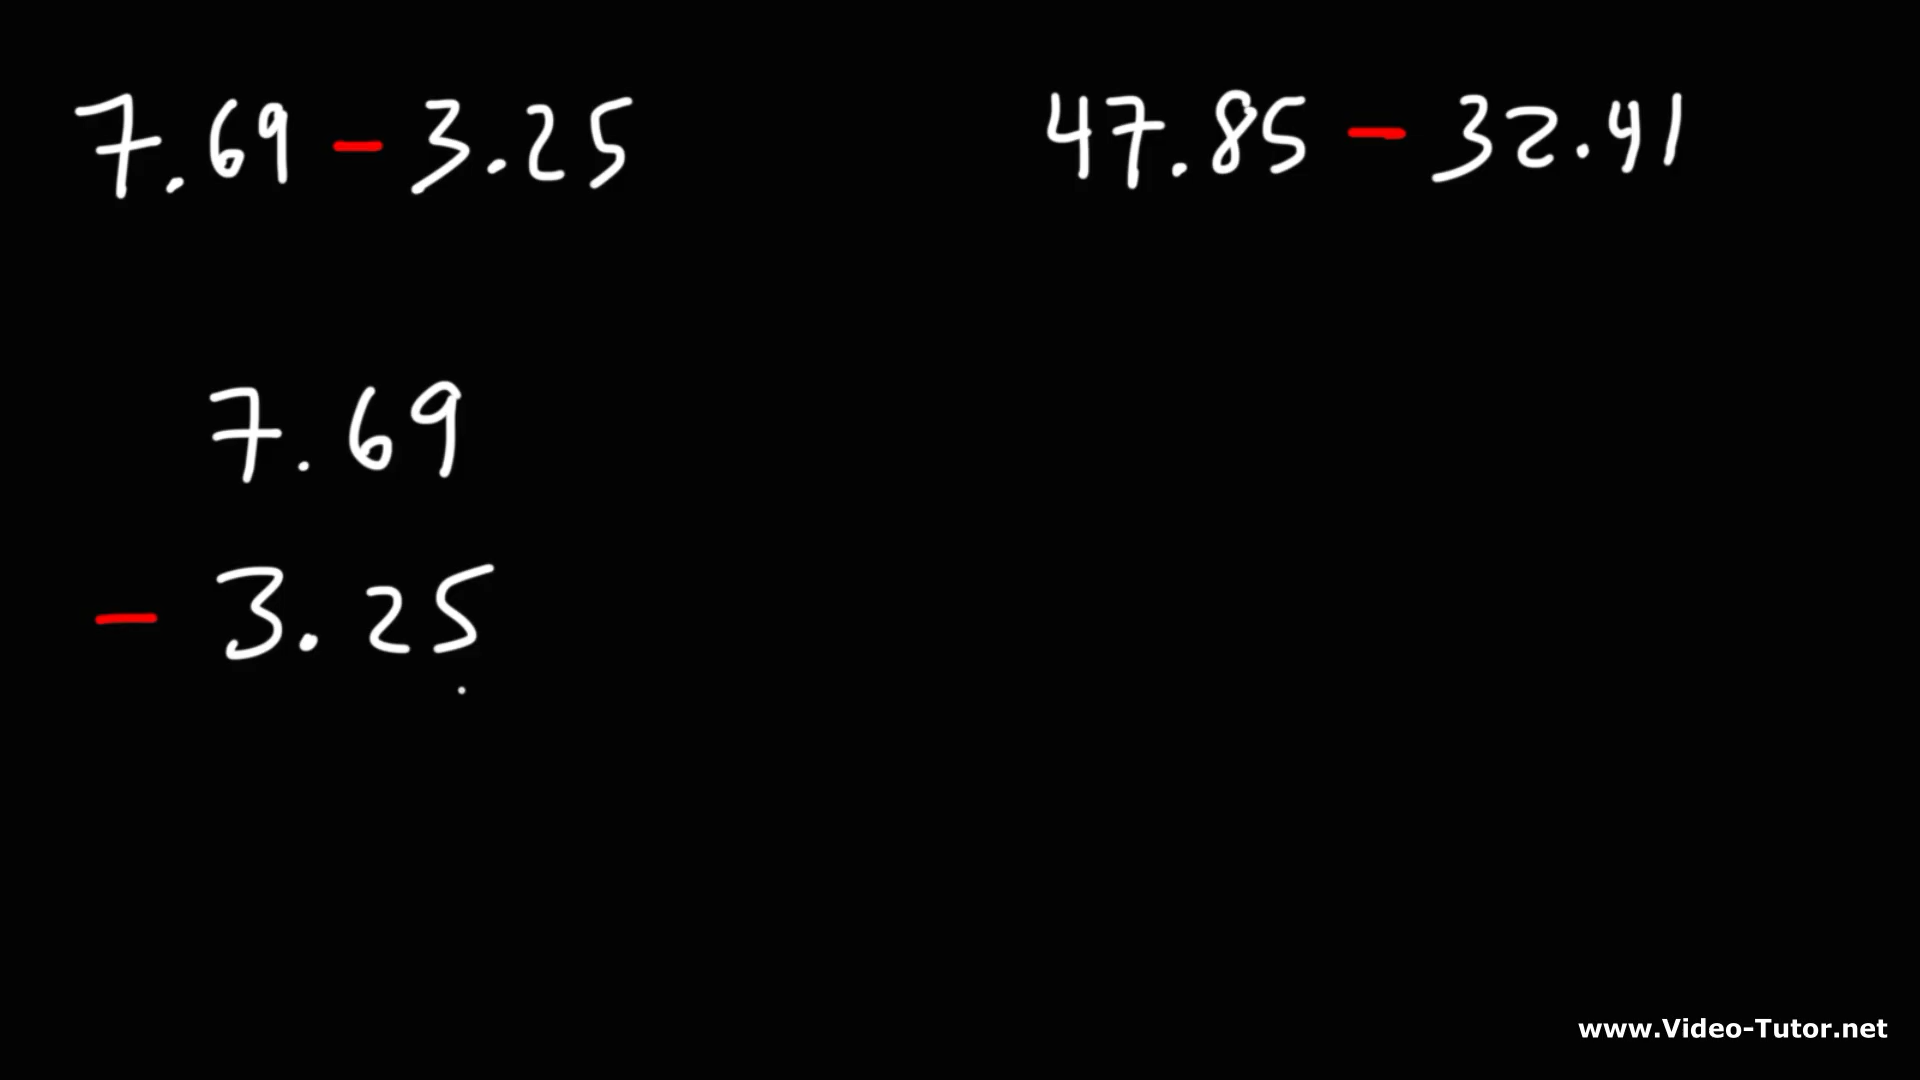 7.69 - 3.25
47.85 - 32.41
7.69
- 3.25
www.Video-Tutor.net